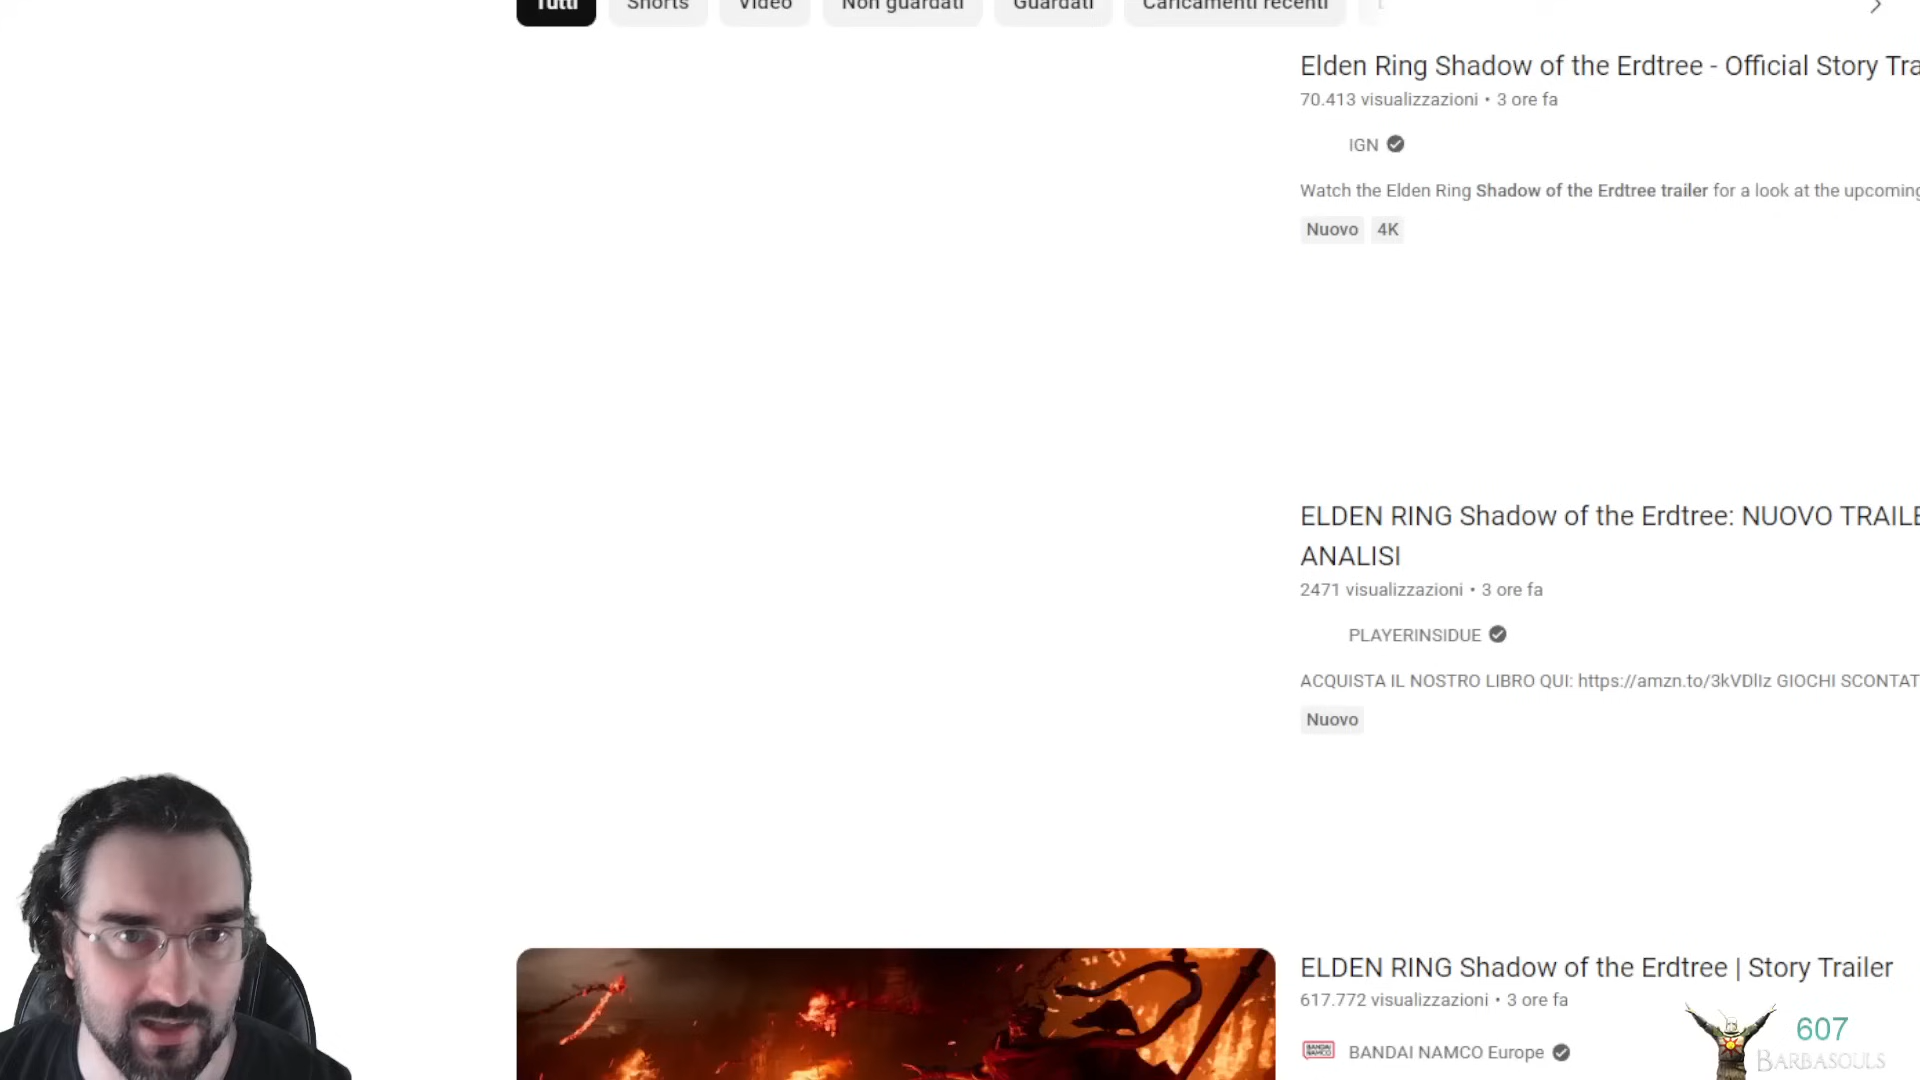 Tutti Shorts Video Non guardati Guardati Caricamenti recenti
Elden Ring Shadow of the Erdtree - Official Story Tra
70.413 visualizzazioni • 3 ore fa
IGN
Watch the Elden Ring Shadow of the Erdtree trailer for a look at the upcoming
Nuovo 4K
ELDEN RING Shadow of the Erdtree: NUOVO TRAILE
ANALISI
2471 visualizzazioni • 3 ore fa
PLAYERINSIDUE
ACQUISTA IL NOSTRO LIBRO QUI: https://amzn.to/3kVDlIz GIOCHI SCONTAT
Nuovo
ELDEN RING Shadow of the Erdtree | Story Trailer
617.772 visualizzazioni • 3 ore fa
BANDAI NAMCO BANDAI NAMCO Europe
607
BARBASOULS